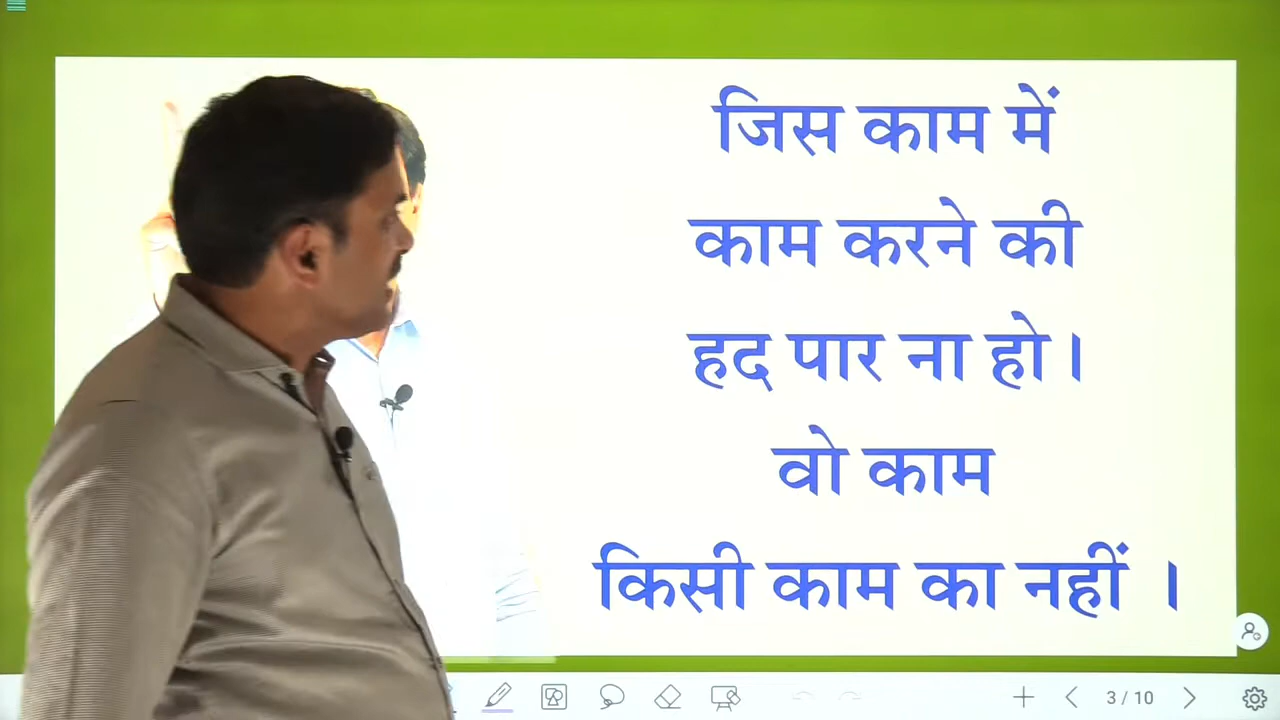 जिस काम में
काम करने की
हद पार ना हो।
वो काम
किसी काम का नहीं ।
3 / 10